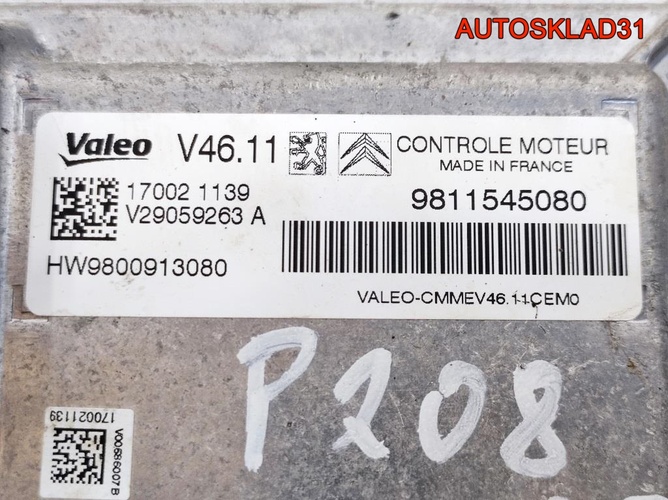 AUTOSKLAD31
Valeo V46.11 CONTROLE MOTEUR
MADE IN FRANCE
17002 1139
V29059263 A
9811545080
HW9800913080
VALEO-CMMEV46.11CEM0
P208
170021139
V00686007B